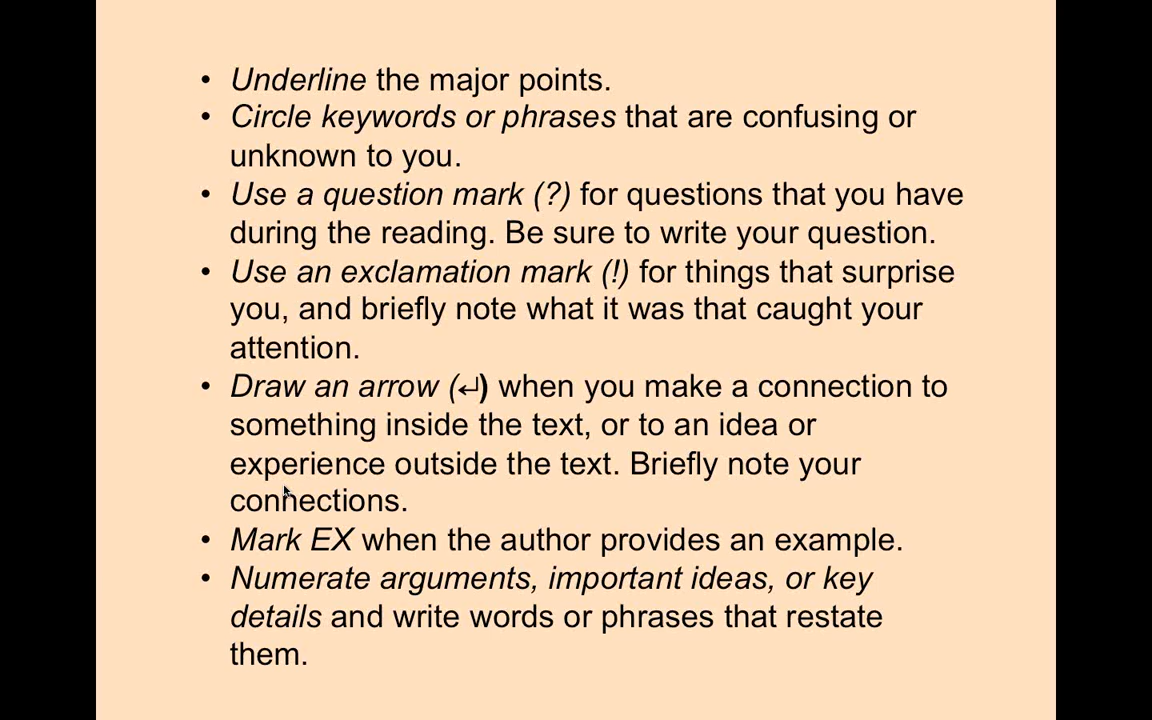 • Underline the major points.
• Circle keywords or phrases that are confusing or
unknown to you.
• Use a question mark (?) for questions that you have
during the reading. Be sure to write your question.
• Use an exclamation mark (!) for things that surprise
you, and briefly note what it was that caught your
attention.
• Draw an arrow (↵) when you make a connection to
something inside the text, or to an idea or
experience outside the text. Briefly note your
connections.
• Mark EX when the author provides an example.
• Numerate arguments, important ideas, or key
details and write words or phrases that restate
them.